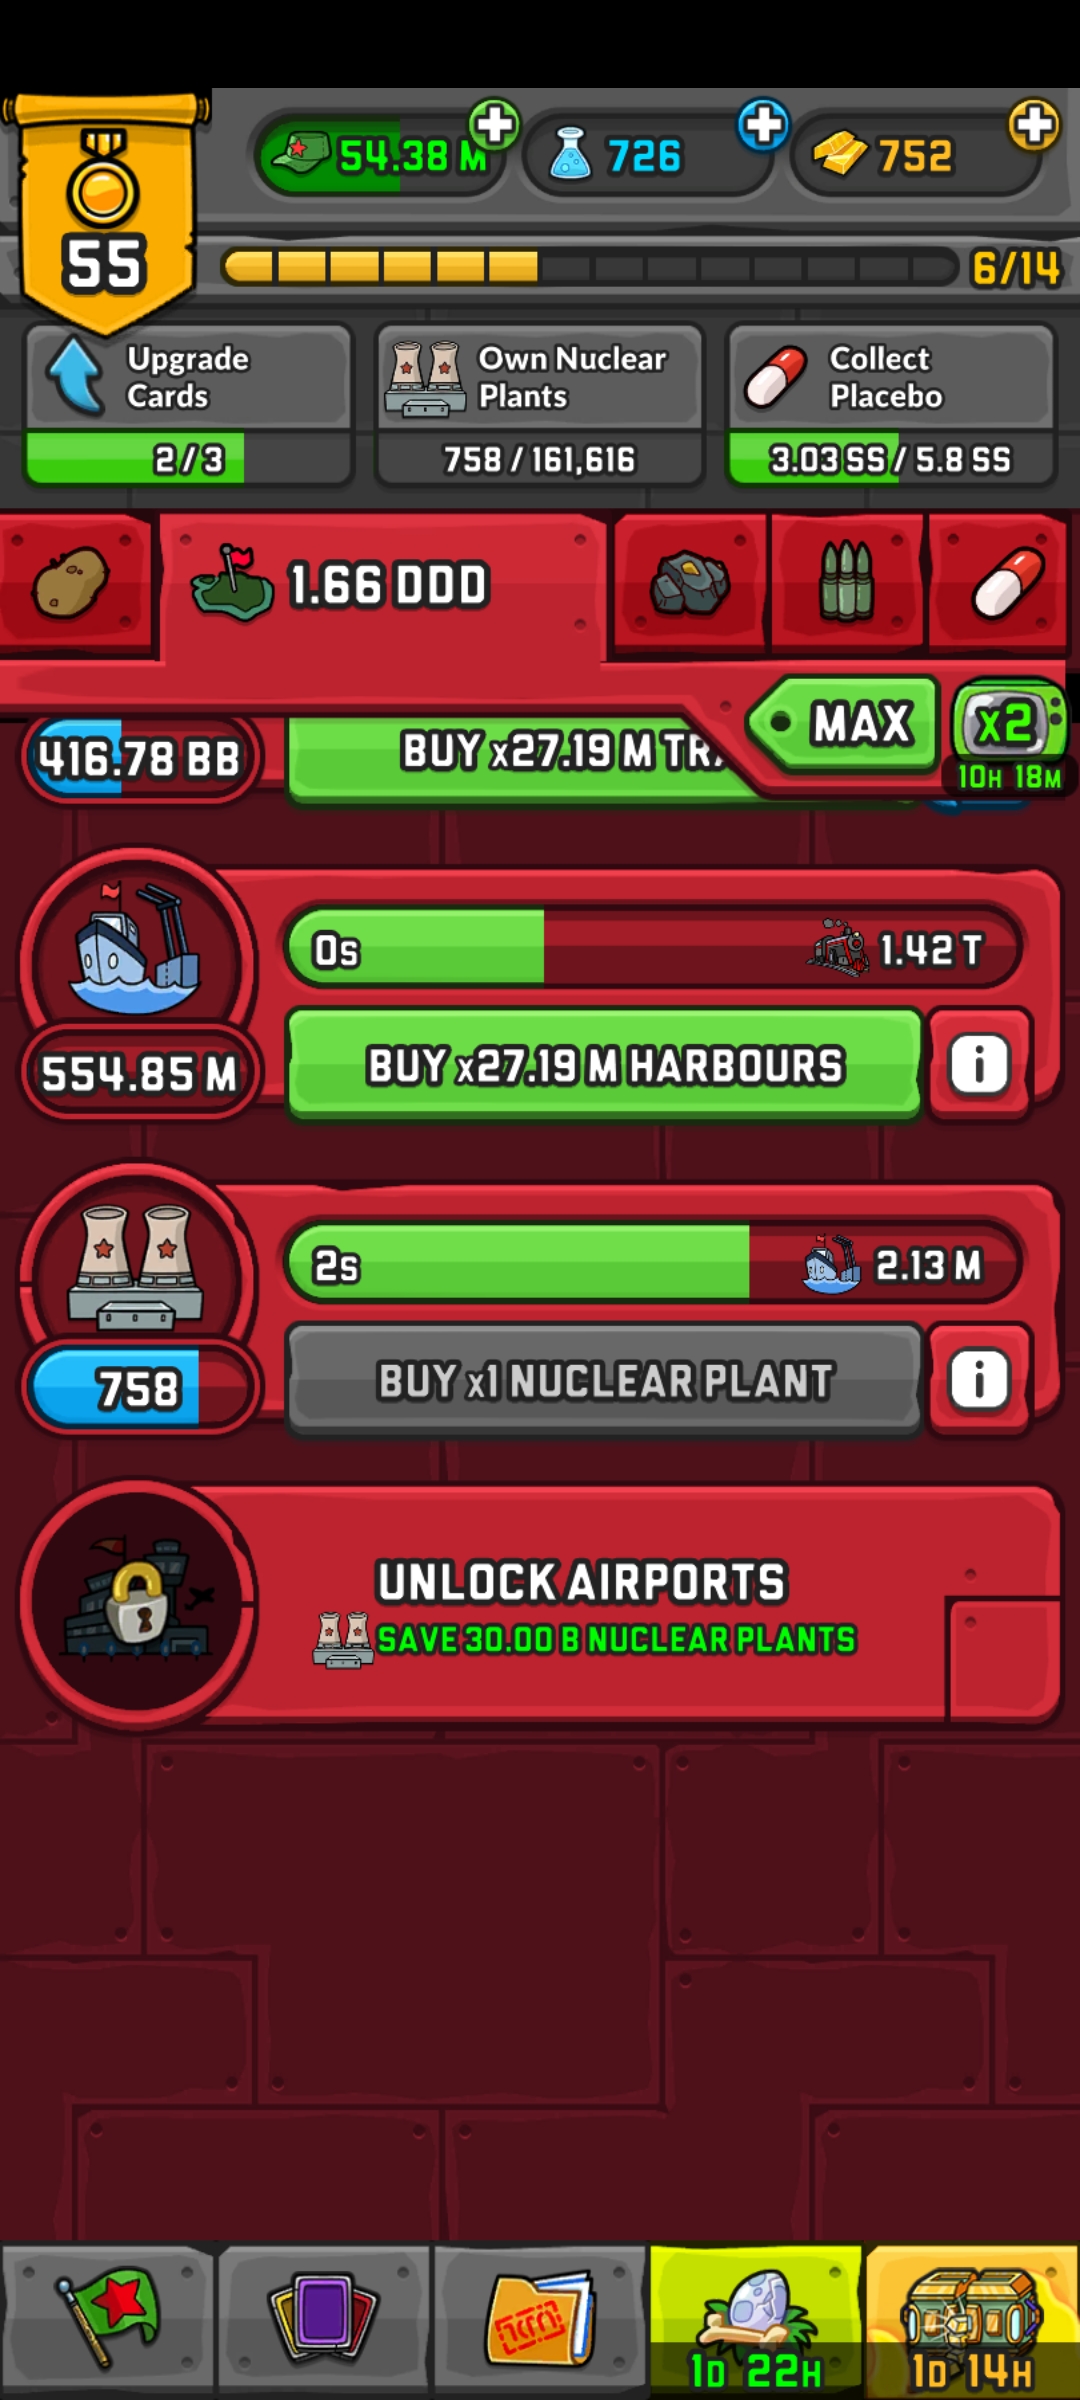 54.38 M
726
752
55
6/14
Upgrade
Cards
2/3
Own Nuclear
Plants
758 / 161,616
Collect
Placebo
3.03 SS / 5.8 SS
1.66 DDD
MAX
x2
10H 18M
416.78 BB
BUY x27.19 M
0s
1.42 T
554.85 M
BUY x27.19 M HARBOURS
i
2s
2.13 M
758
BUY x1 NUCLEAR PLANT
i
UNLOCK AIRPORTS
SAVE 30.00 B NUCLEAR PLANTS
1D 22H
1D 14H